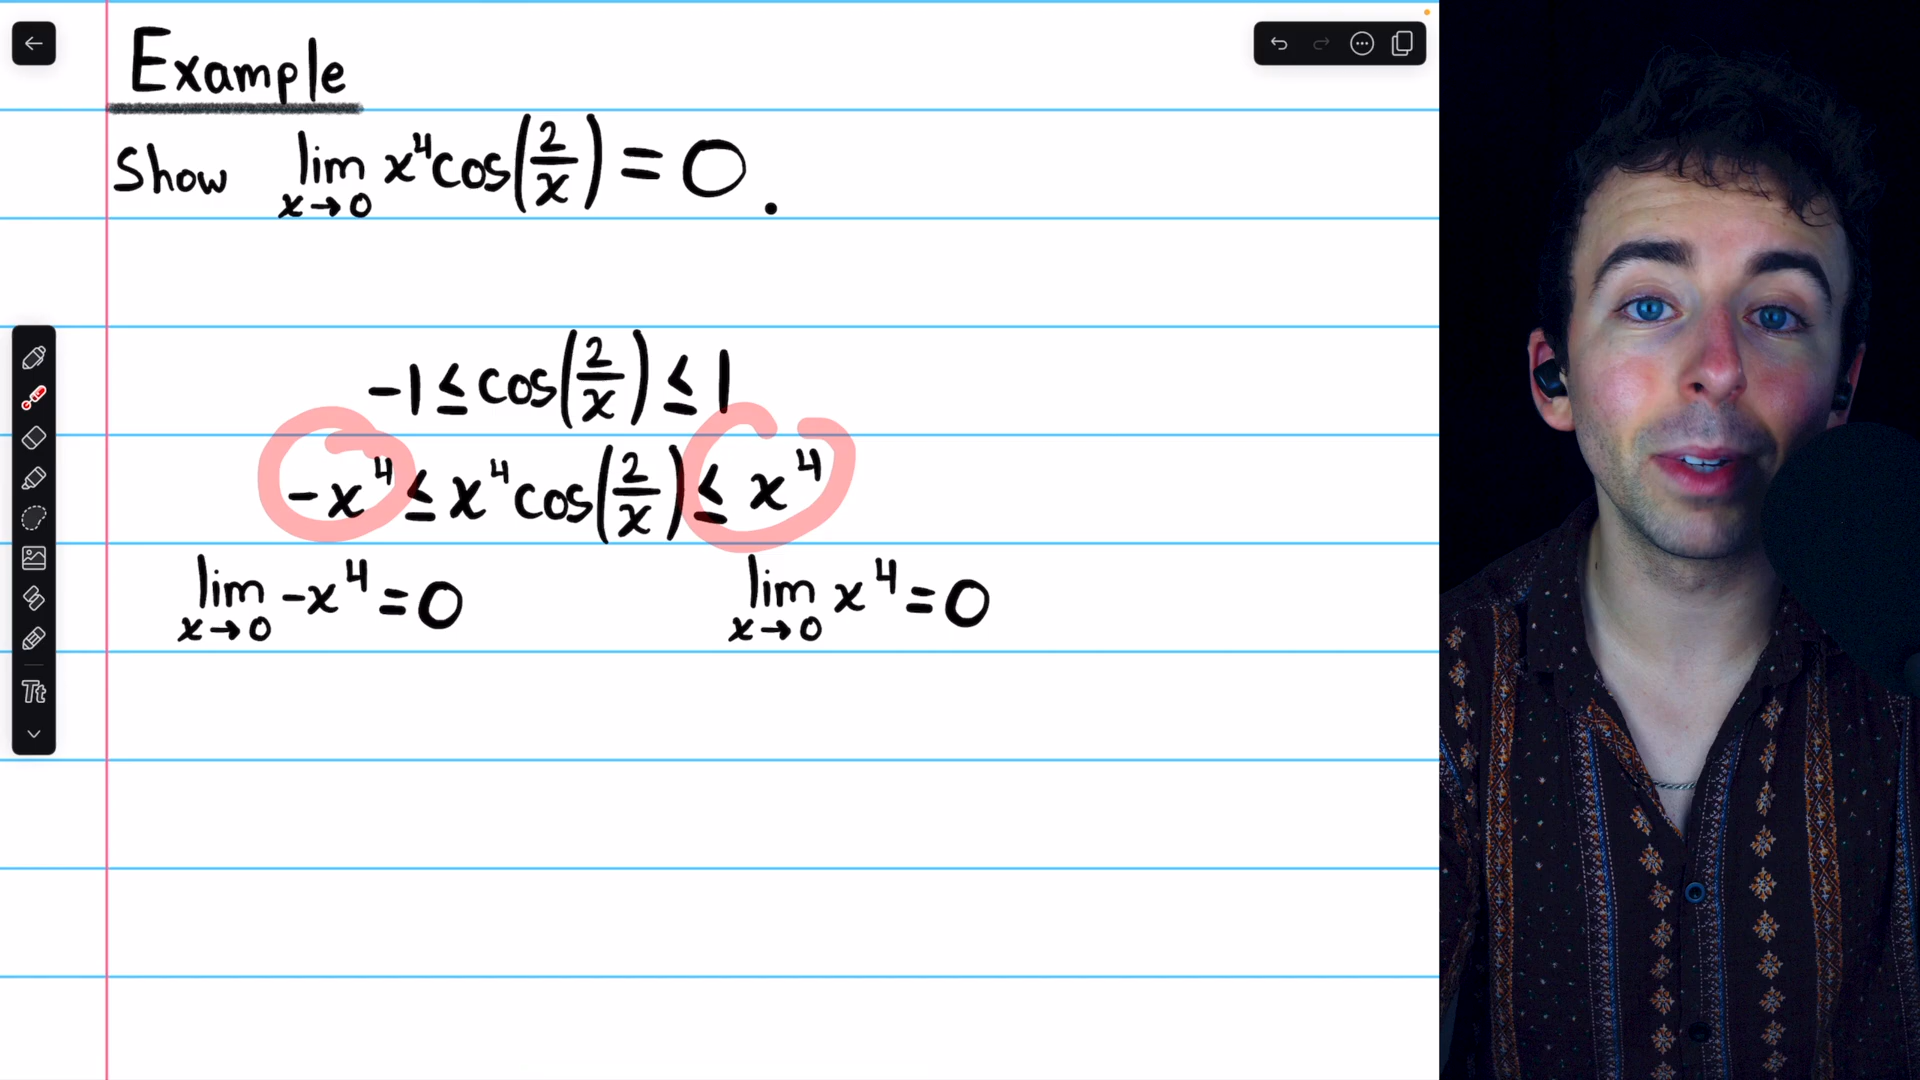 Example
Show lim x→0 x⁴cos(2/x) = 0.
-1 ≤ cos(2/x) ≤ 1
-x⁴ ≤ x⁴cos(2/x) ≤ x⁴
lim x→0 -x⁴ = 0 lim x→0 x⁴ = 0
Tt